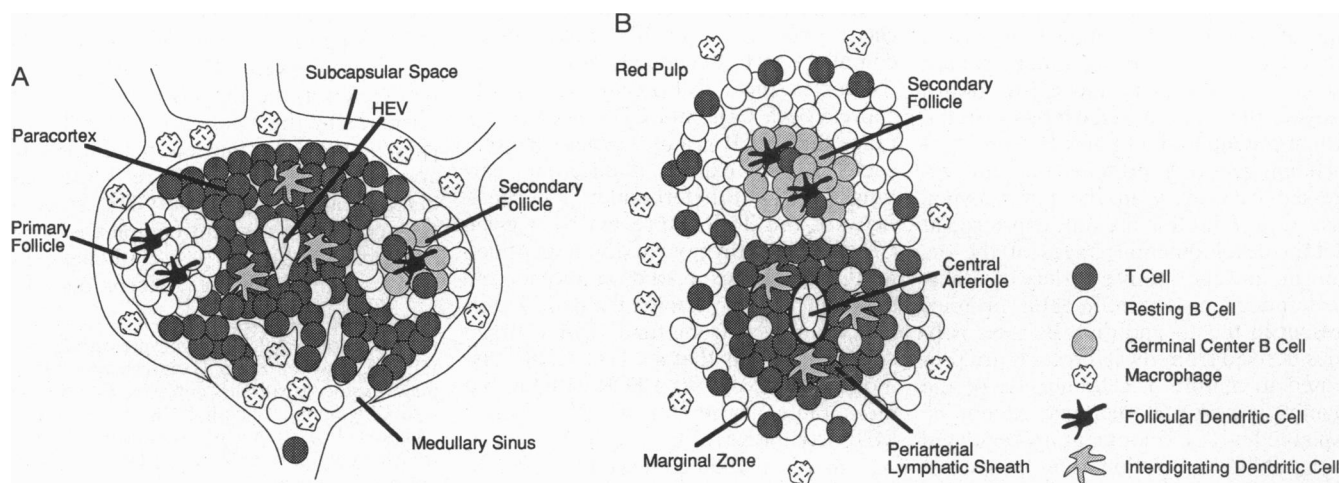 A
Subcapsular Space
HEV
Paracortex
Secondary
Follicle
Primary
Follicle
Medullary Sinus
B
Red Pulp
Secondary
Follicle
Central
Arteriole
Marginal Zone
Periarterial
Lymphatic Sheath
T Cell
Resting B Cell
Germinal Center B Cell
Macrophage
Follicular Dendritic Cell
Interdigitating Dendritic Cell